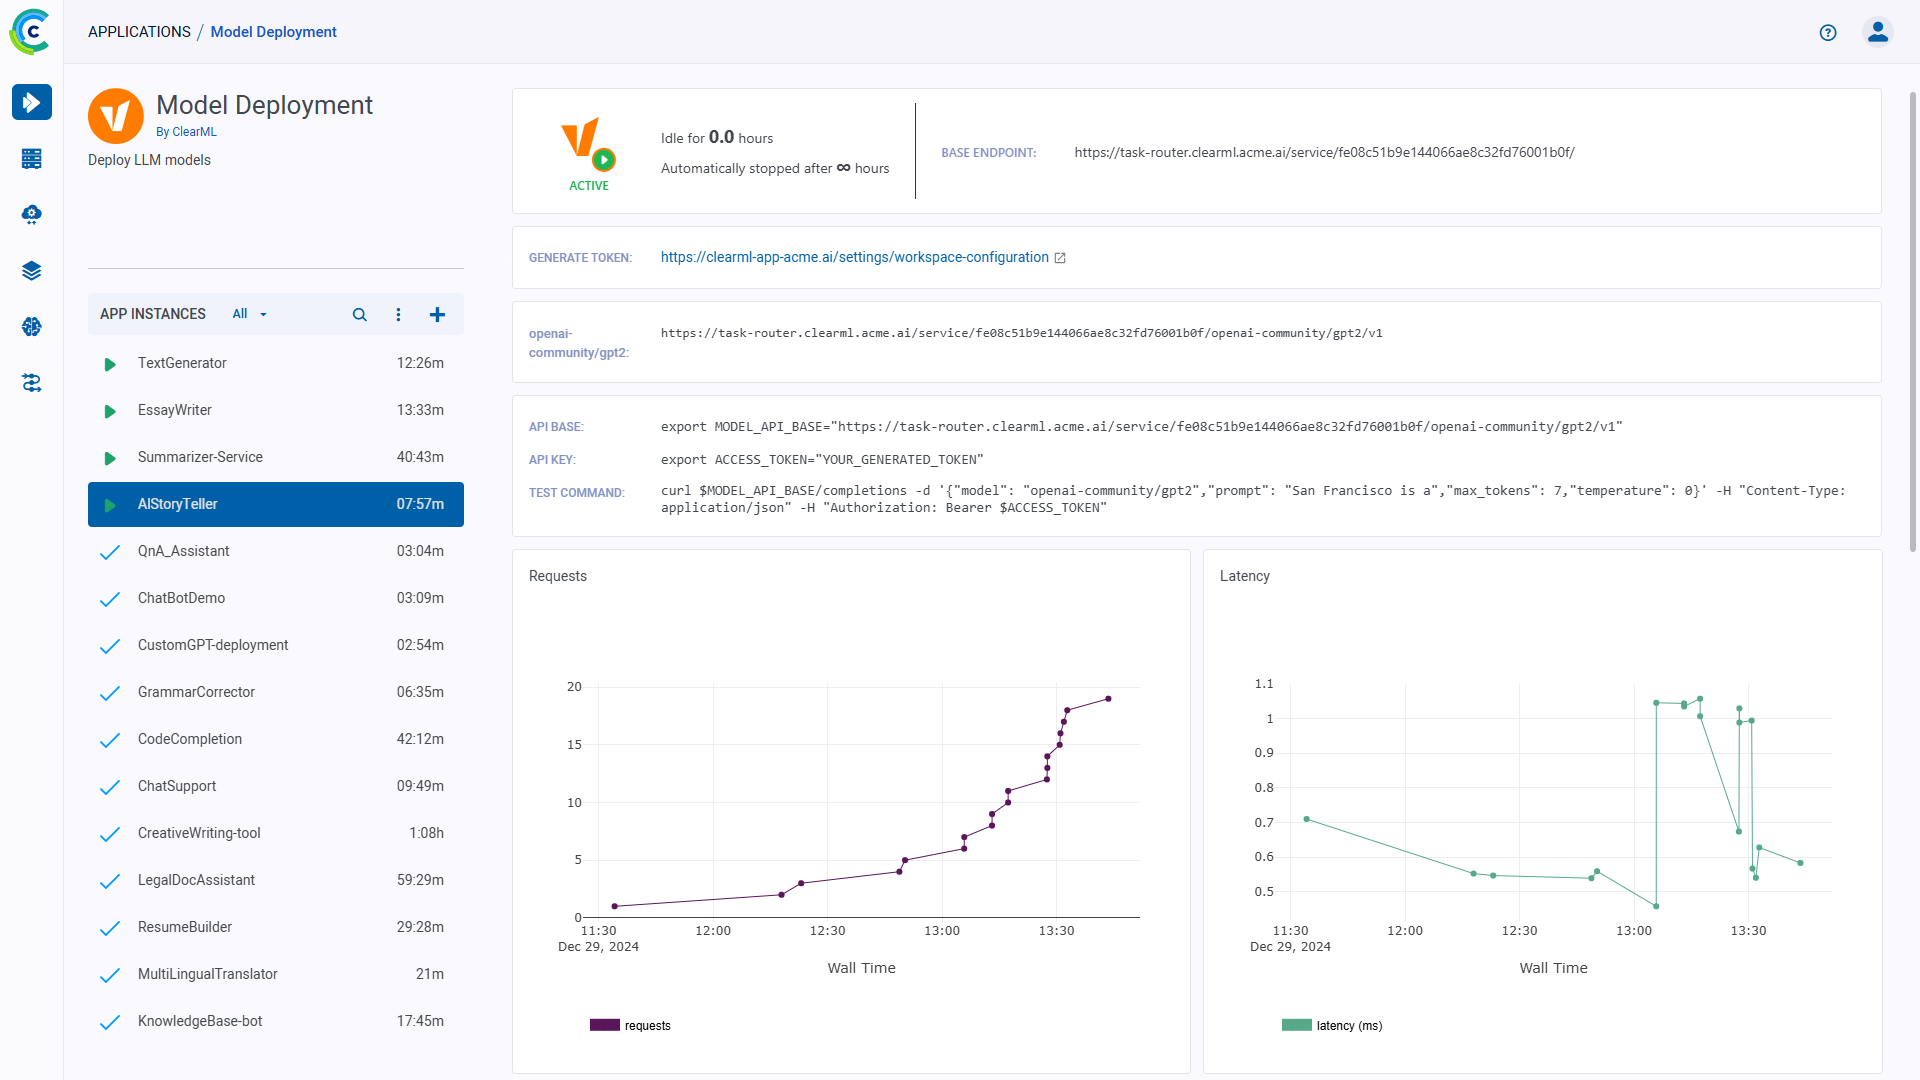 APPLICATIONS / Model Deployment
Model Deployment
By ClearML
Deploy LLM models
APP INSTANCES All
TextGenerator 12:26m
EssayWriter 13:33m
Summarizer-Service 40:43m
AIStoryTeller 07:57m
QnA_Assistant 03:04m
ChatBotDemo 03:09m
CustomGPT-deployment 02:54m
GrammarCorrector 06:35m
CodeCompletion 42:12m
ChatSupport 09:49m
CreativeWriting-tool 1:08h
LegalDocAssistant 59:29m
ResumeBuilder 29:28m
MultiLingualTranslator 21m
KnowledgeBase-bot 17:45m
ACTIVE
Idle for 0.0 hours
Automatically stopped after ∞ hours
BASE ENDPOINT: https://task-router.clearml.acme.ai/service/fe08c51b9e144066ae8c32fd76001b0f/
GENERATE TOKEN: https://clearml-app-acme.ai/settings/workspace-configuration
openai-
community/gpt2:
https://task-router.clearml.acme.ai/service/fe08c51b9e144066ae8c32fd76001b0f/openai-community/gpt2/v1
API BASE: export MODEL_API_BASE="https://task-router.clearml.acme.ai/service/fe08c51b9e144066ae8c32fd76001b0f/openai-community/gpt2/v1"
API KEY: export ACCESS_TOKEN="YOUR_GENERATED_TOKEN"
TEST COMMAND: curl $MODEL_API_BASE/completions -d '{"model": "openai-community/gpt2","prompt": "San Francisco is a","max_tokens": 7,"temperature": 0}' -H "Content-Type:
application/json" -H "Authorization: Bearer $ACCESS_TOKEN"
Requests
20
15
10
5
0
11:30 12:00 12:30 13:00 13:30
Dec 29, 2024
Wall Time
requests
Latency
1.1
1
0.9
0.8
0.7
0.6
0.5
11:30 12:00 12:30 13:00 13:30
Dec 29, 2024
Wall Time
latency (ms)